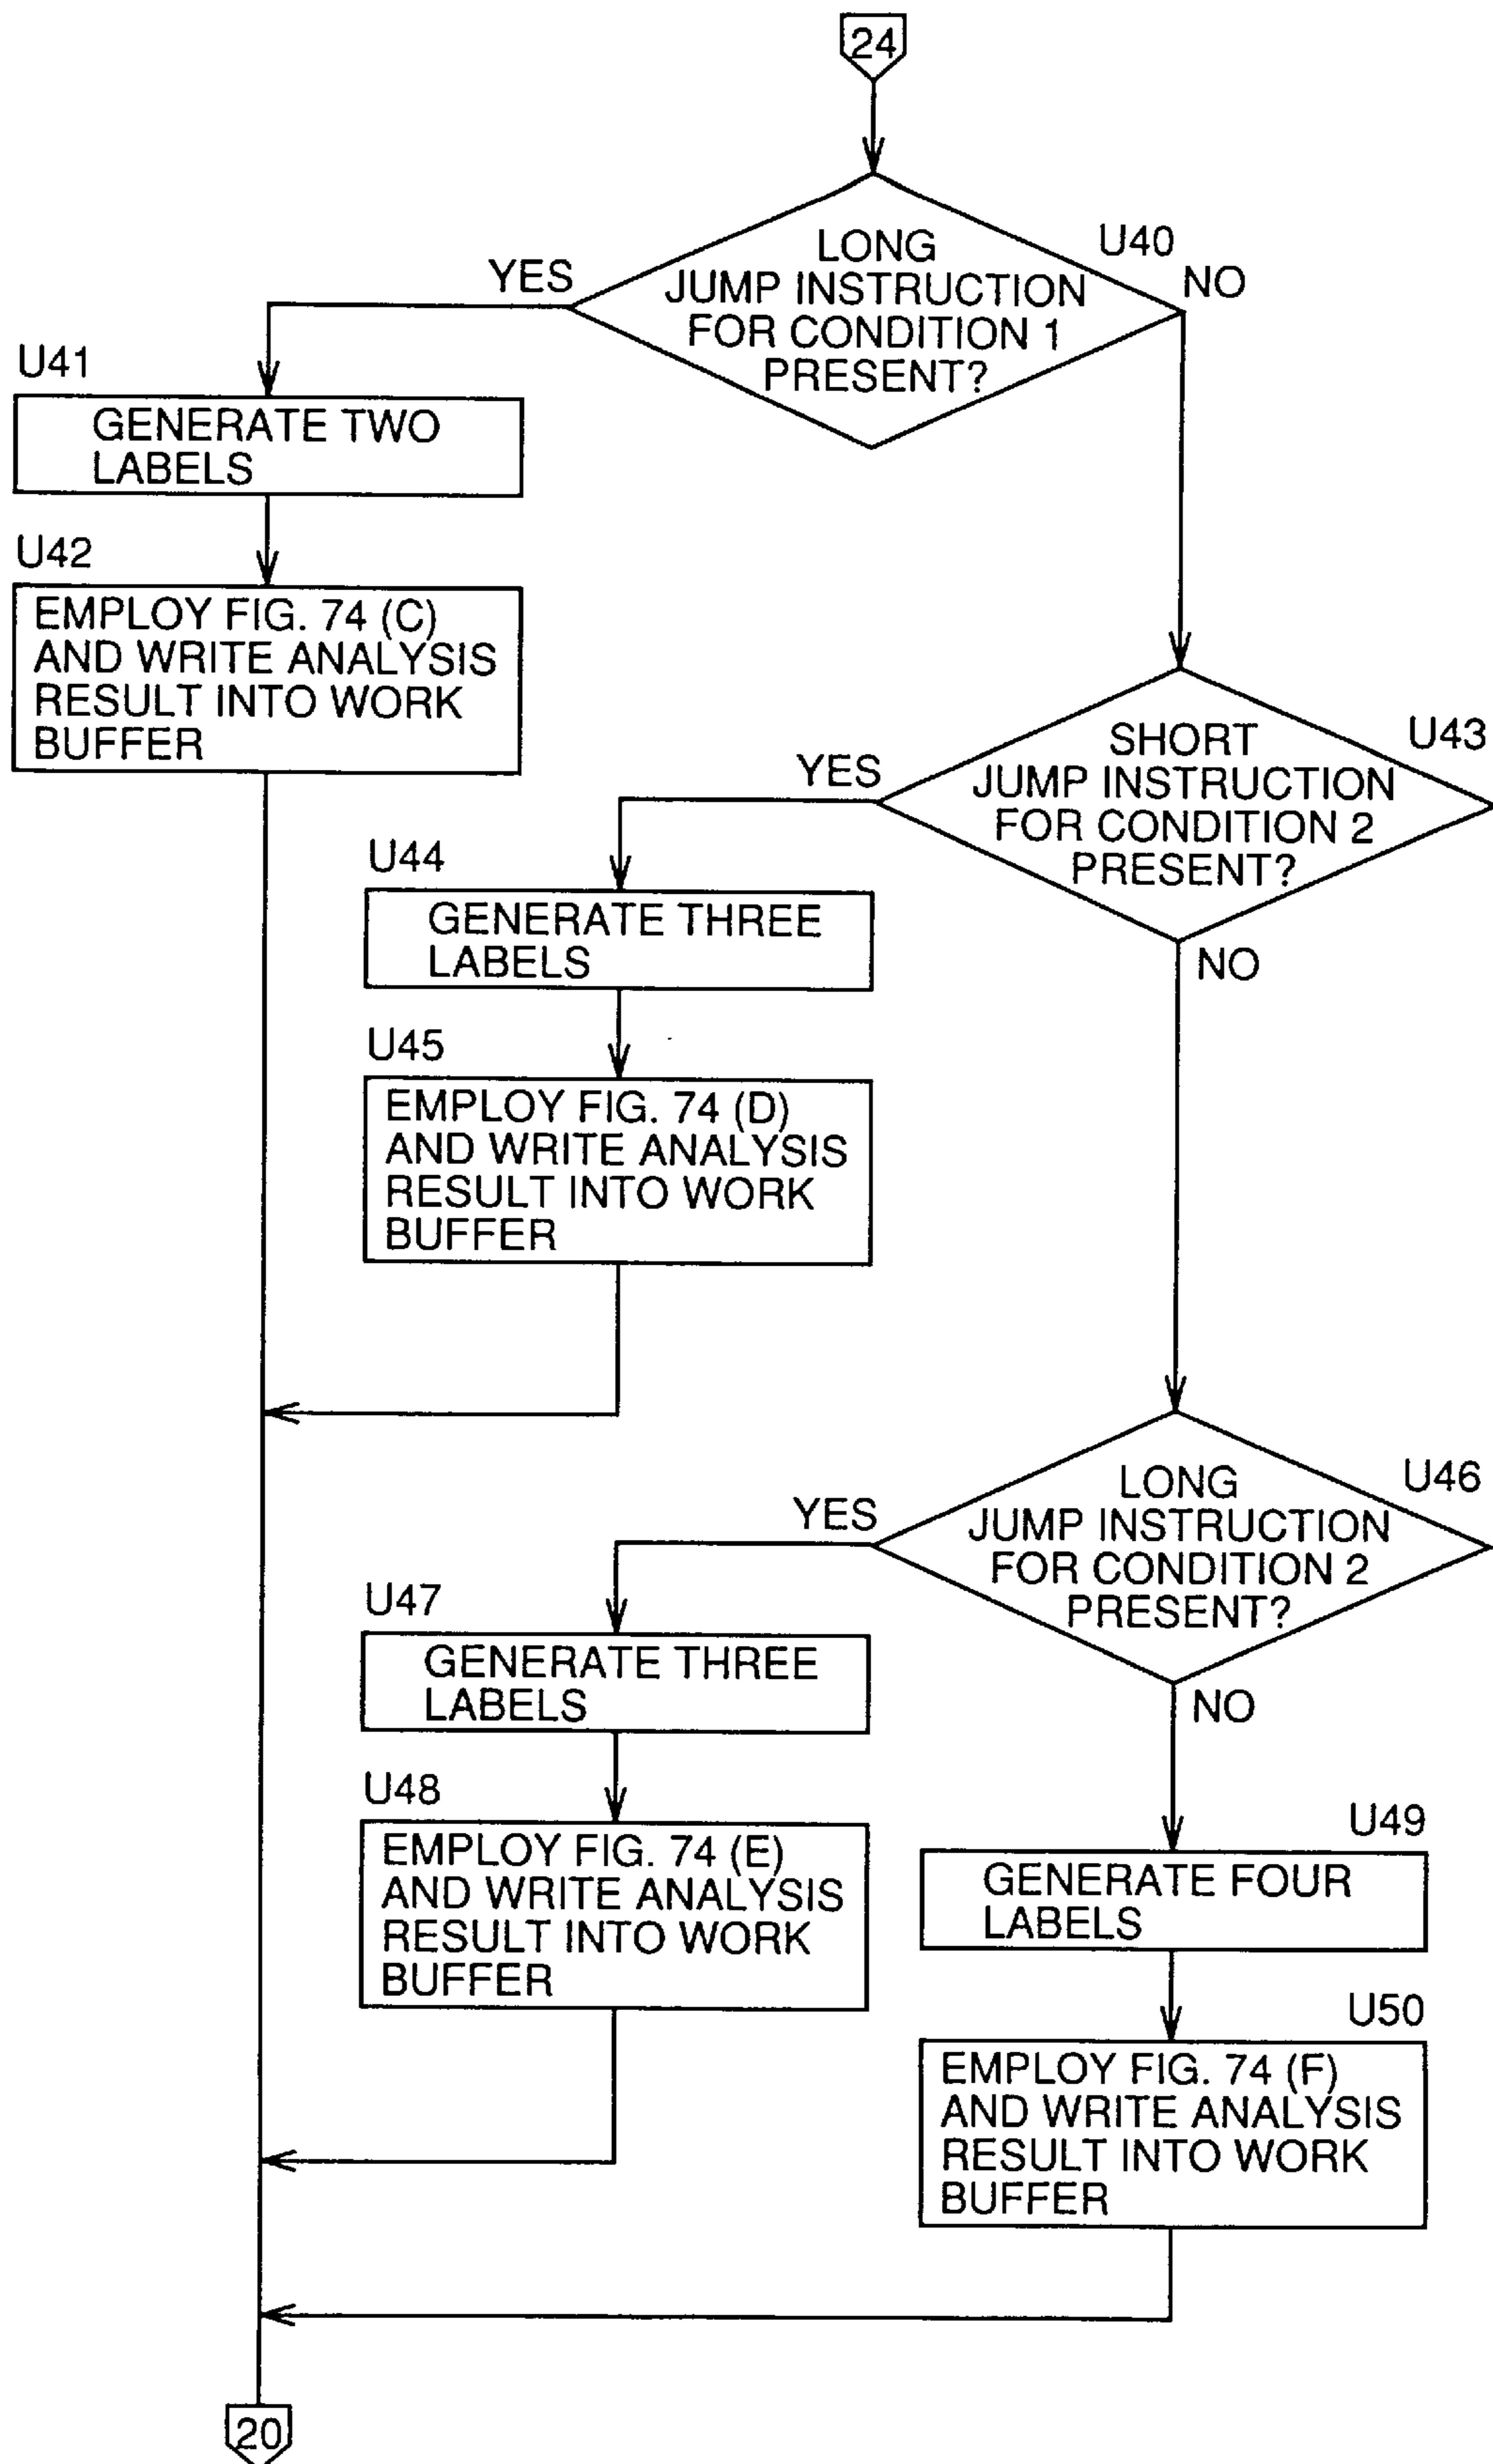 24
U40
LONG
JUMP INSTRUCTION
FOR CONDITION 1
PRESENT?
YES
NO
U41
GENERATE TWO
LABELS
U42
EMPLOY FIG. 74 (C)
AND WRITE ANALYSIS
RESULT INTO WORK
BUFFER
U43
SHORT
JUMP INSTRUCTION
FOR CONDITION 2
PRESENT?
YES
NO
U44
GENERATE THREE
LABELS
U45
EMPLOY FIG. 74 (D)
AND WRITE ANALYSIS
RESULT INTO WORK
BUFFER
U46
LONG
JUMP INSTRUCTION
FOR CONDITION 2
PRESENT?
YES
NO
U47
GENERATE THREE
LABELS
U48
EMPLOY FIG. 74 (E)
AND WRITE ANALYSIS
RESULT INTO WORK
BUFFER
U49
GENERATE FOUR
LABELS
U50
EMPLOY FIG. 74 (F)
AND WRITE ANALYSIS
RESULT INTO WORK
BUFFER
20